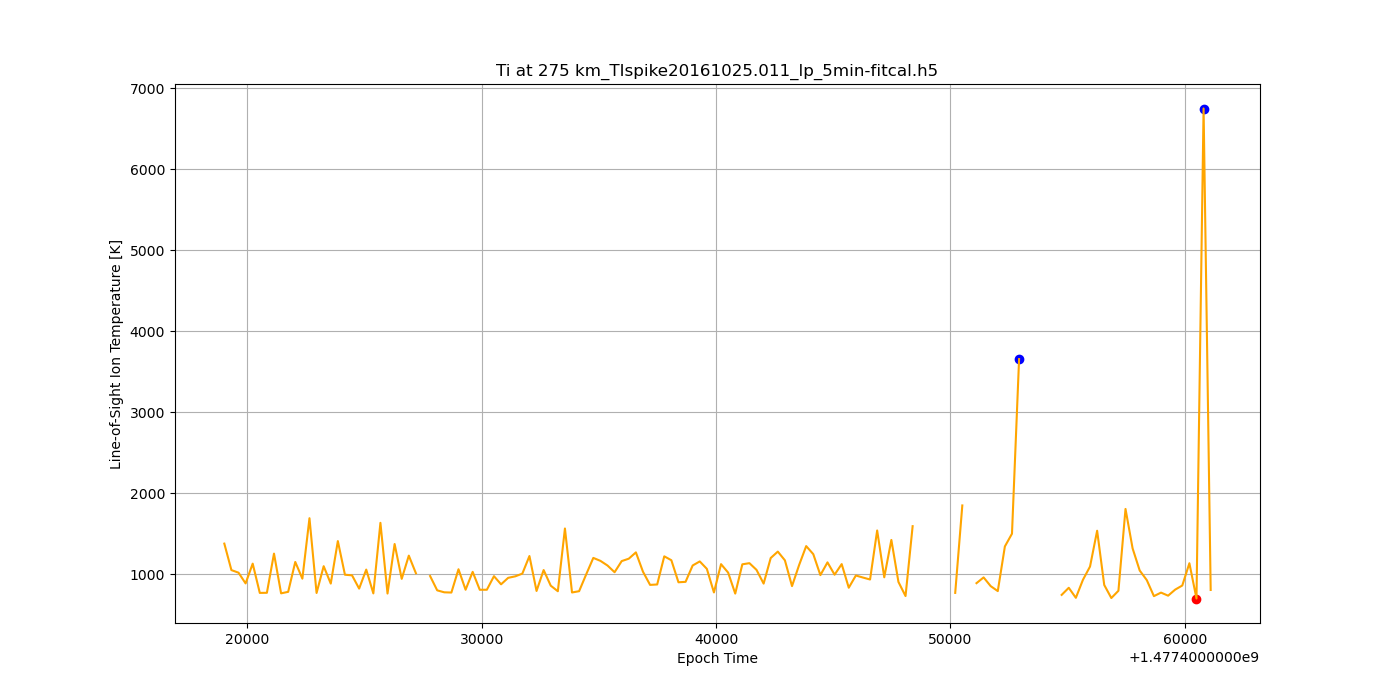 Ti at 275 km_TIspike20161025.011_lp_5min-fitcal.h5
7000
6000
5000
4000
3000
2000
1000
Line-of-Sight Ion Temperature [K]
20000 30000 40000 50000 60000
Epoch Time
+1.4774000000e9